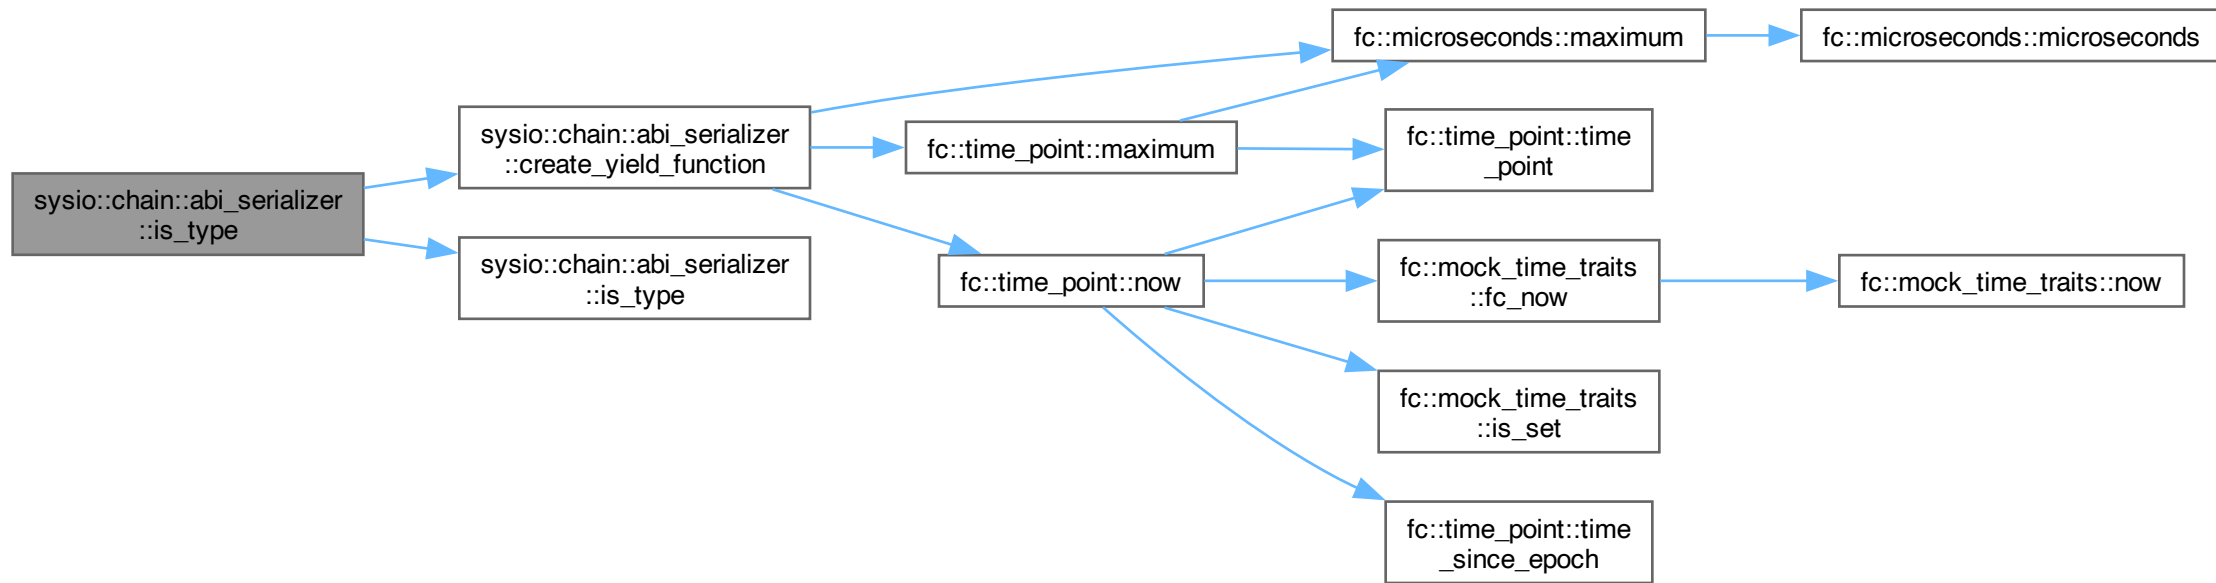 sysio::chain::abi_serializer
::is_type
sysio::chain::abi_serializer
::create_yield_function
sysio::chain::abi_serializer
::is_type
fc::time_point::maximum
fc::time_point::now
fc::microseconds::maximum
fc::time_point::time
_point
fc::mock_time_traits
::fc_now
fc::mock_time_traits
::is_set
fc::time_point::time
_since_epoch
fc::microseconds::microseconds
fc::mock_time_traits::now